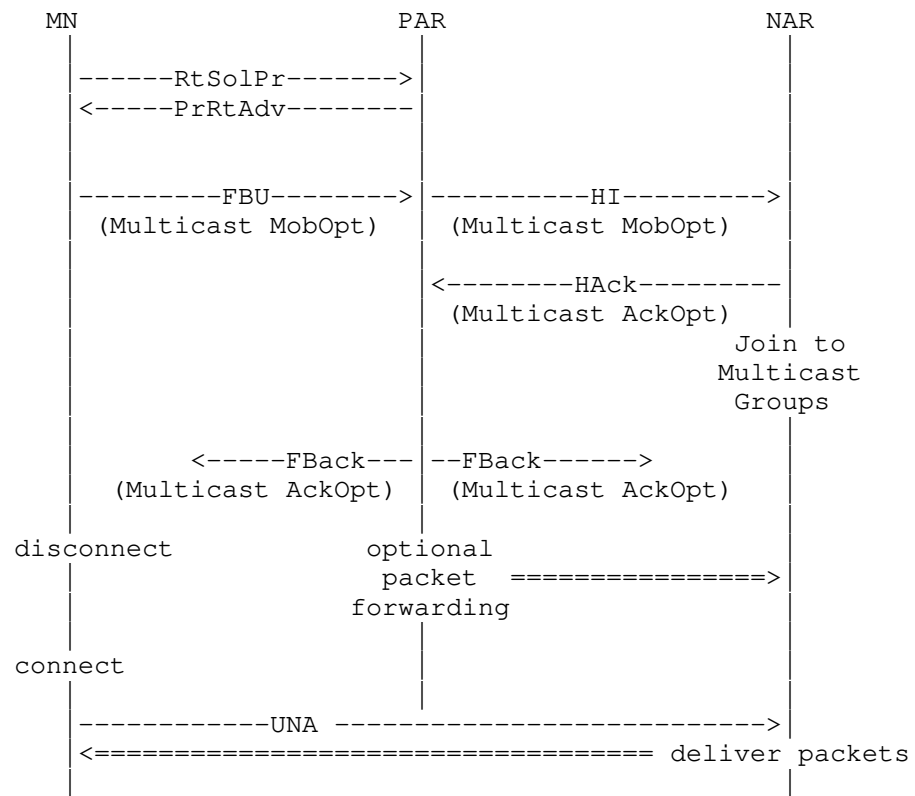 MN PAR NAR
------RtSolPr------->
<-----PrRtAdv--------
---------FBU--------> ----------HI--------->
(Multicast MobOpt) (Multicast MobOpt)
<--------HAck---------
(Multicast AckOpt)
Join to
Multicast
Groups
<-----FBack--- --FBack------>
(Multicast AckOpt) (Multicast AckOpt)
disconnect optional
packet ================>
forwarding
connect
------------UNA --------------------------->
<=================================== deliver packets